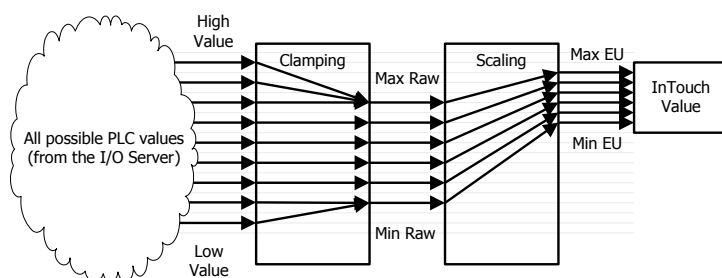 High
Value
Clamping
Scaling
Max EU
Max Raw
InTouch
Value
All possible PLC values
(from the I/O Server)
Min EU
Min Raw
Low
Value